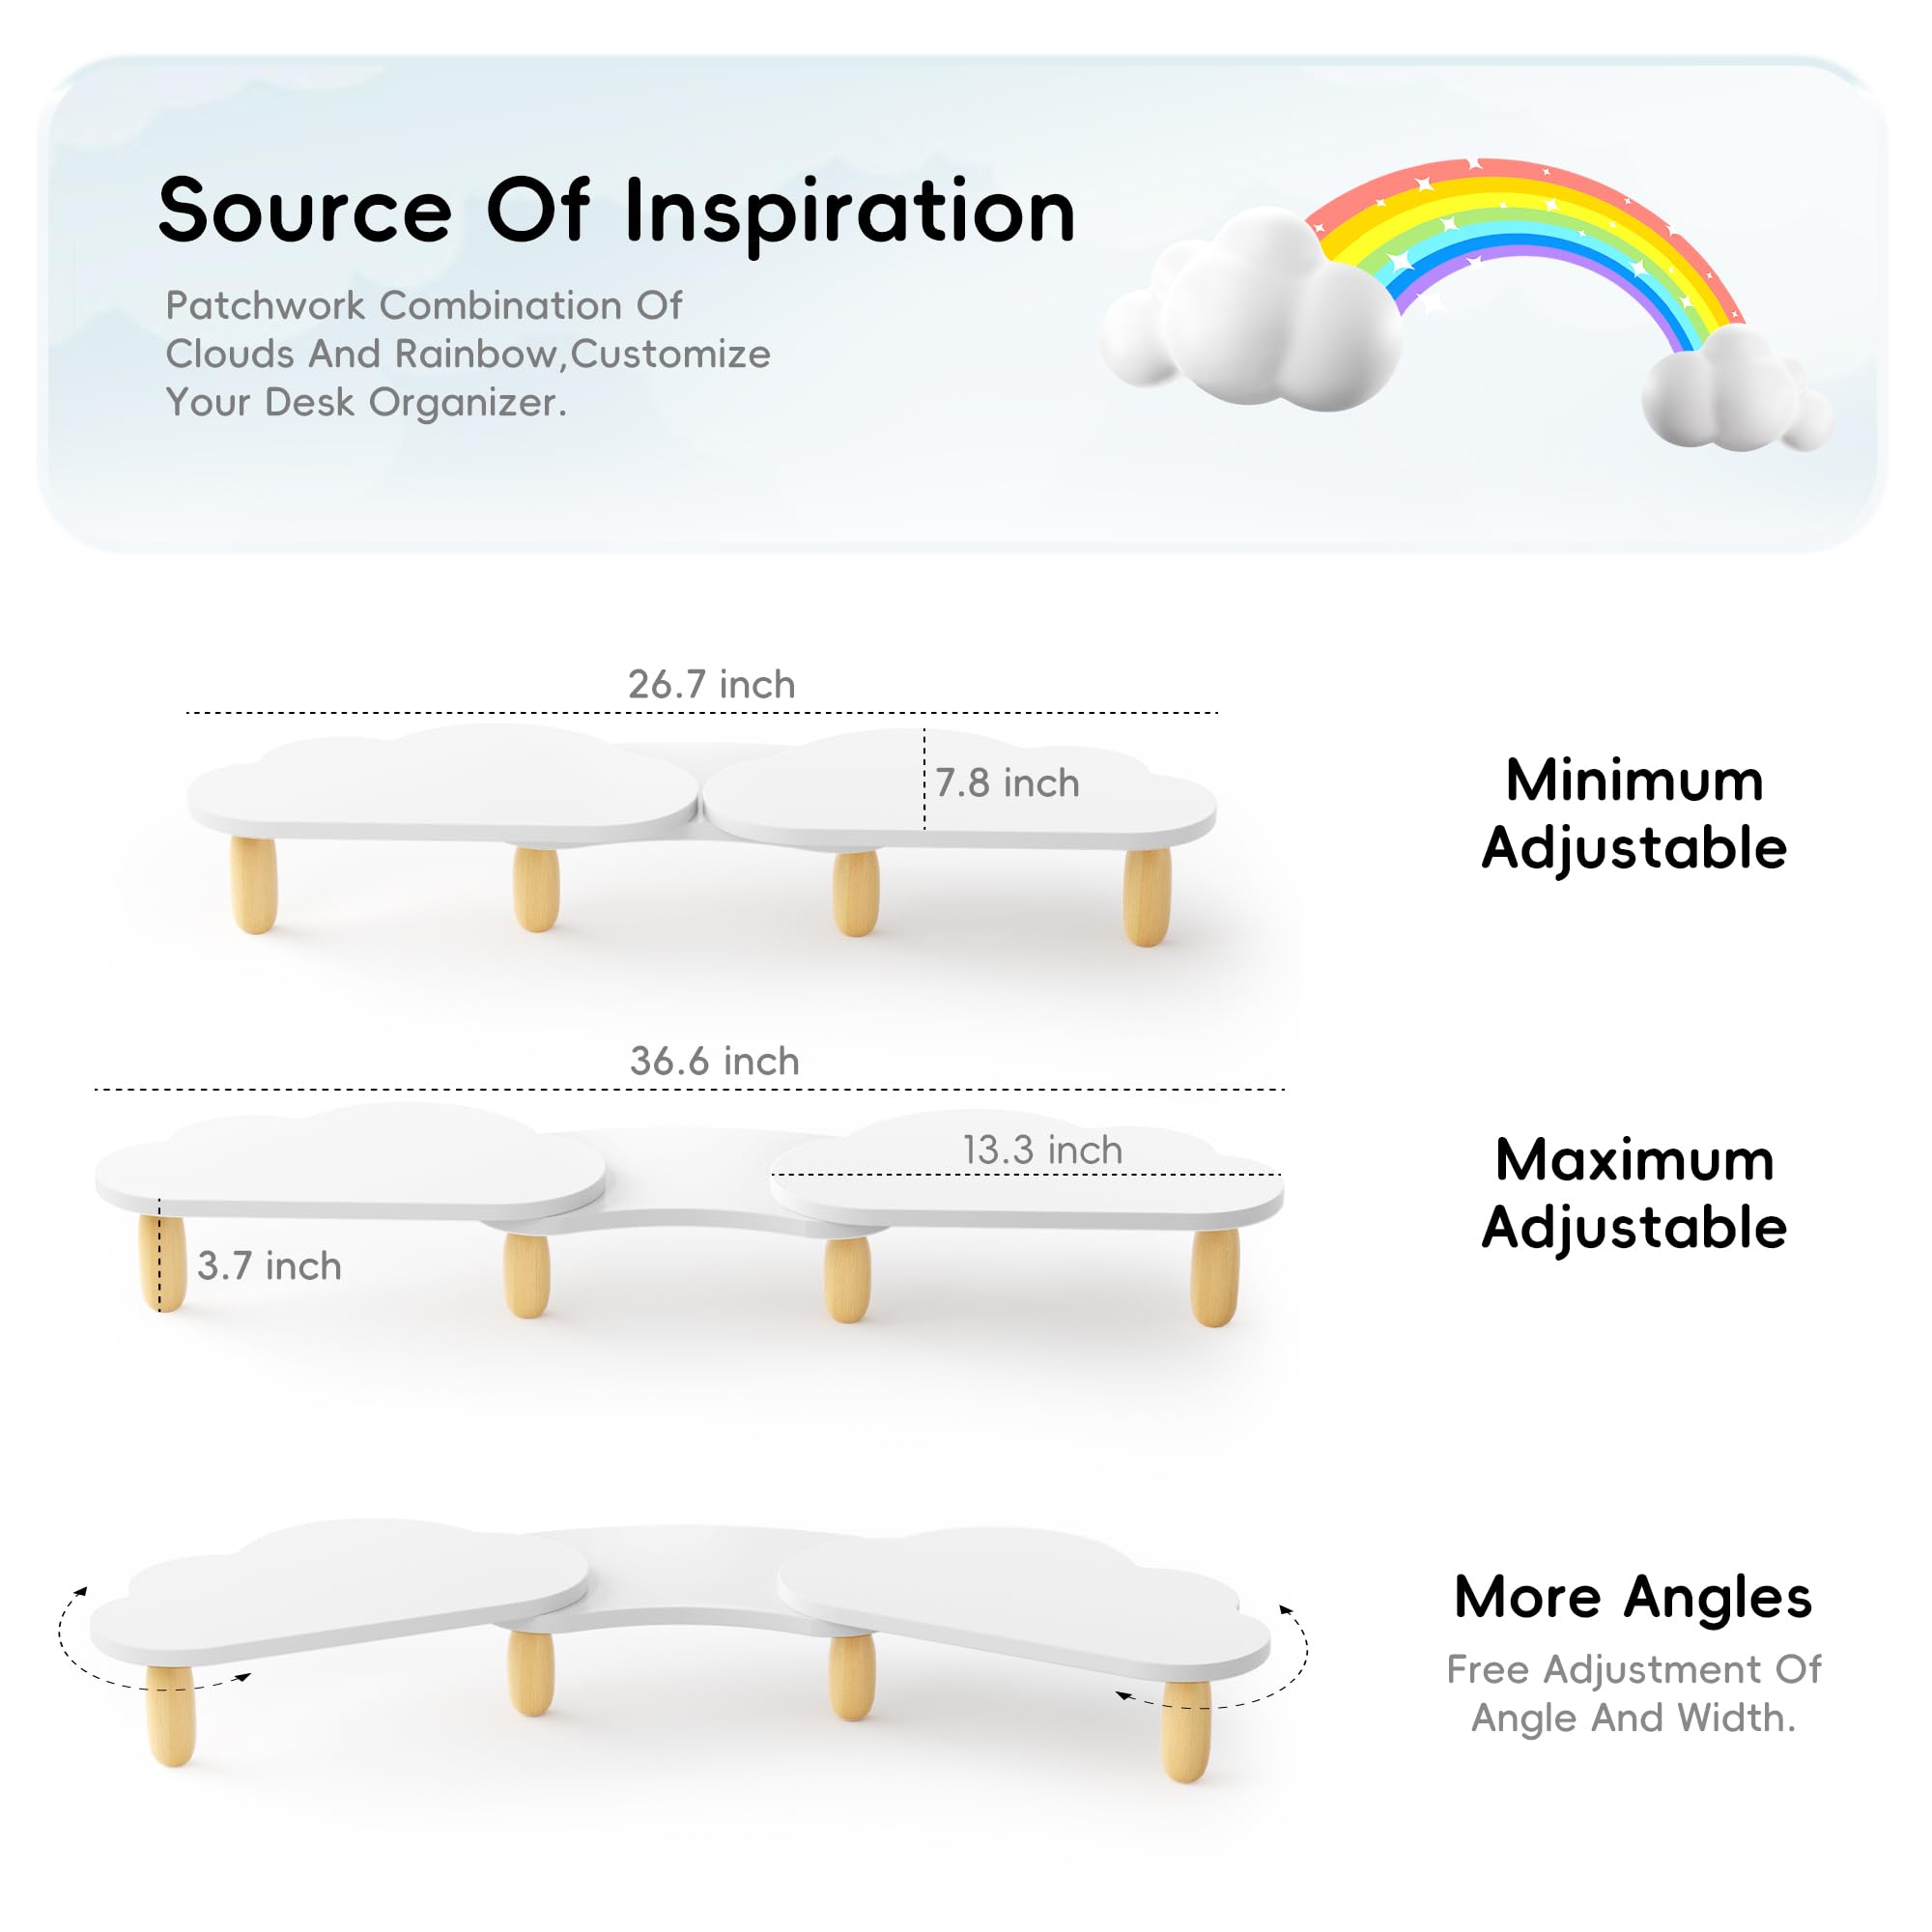 Source Of Inspiration
Patchwork Combination Of
Clouds And Rainbow,Customize
Your Desk Organizer.
26.7 inch
7.8 inch
Minimum
Adjustable
36.6 inch
13.3 inch
3.7 inch
Maximum
Adjustable
More Angles
Free Adjustment Of
Angle And Width.